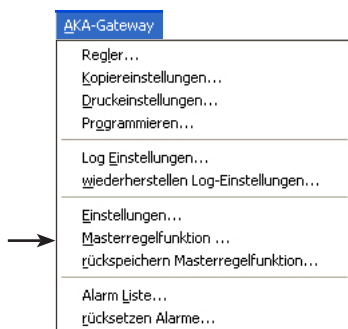 AKA-Gateway
Regler...
Kopiereinstellungen...
Druckeinstellungen...
Programmieren...
Log Einstellungen...
wiederherstellen Log-Einstellungen...
Einstellungen...
Masterregelfunktion ...
rückspeichern Masterregelfunktion...
Alarm Liste...
rücksetzen Alarme...